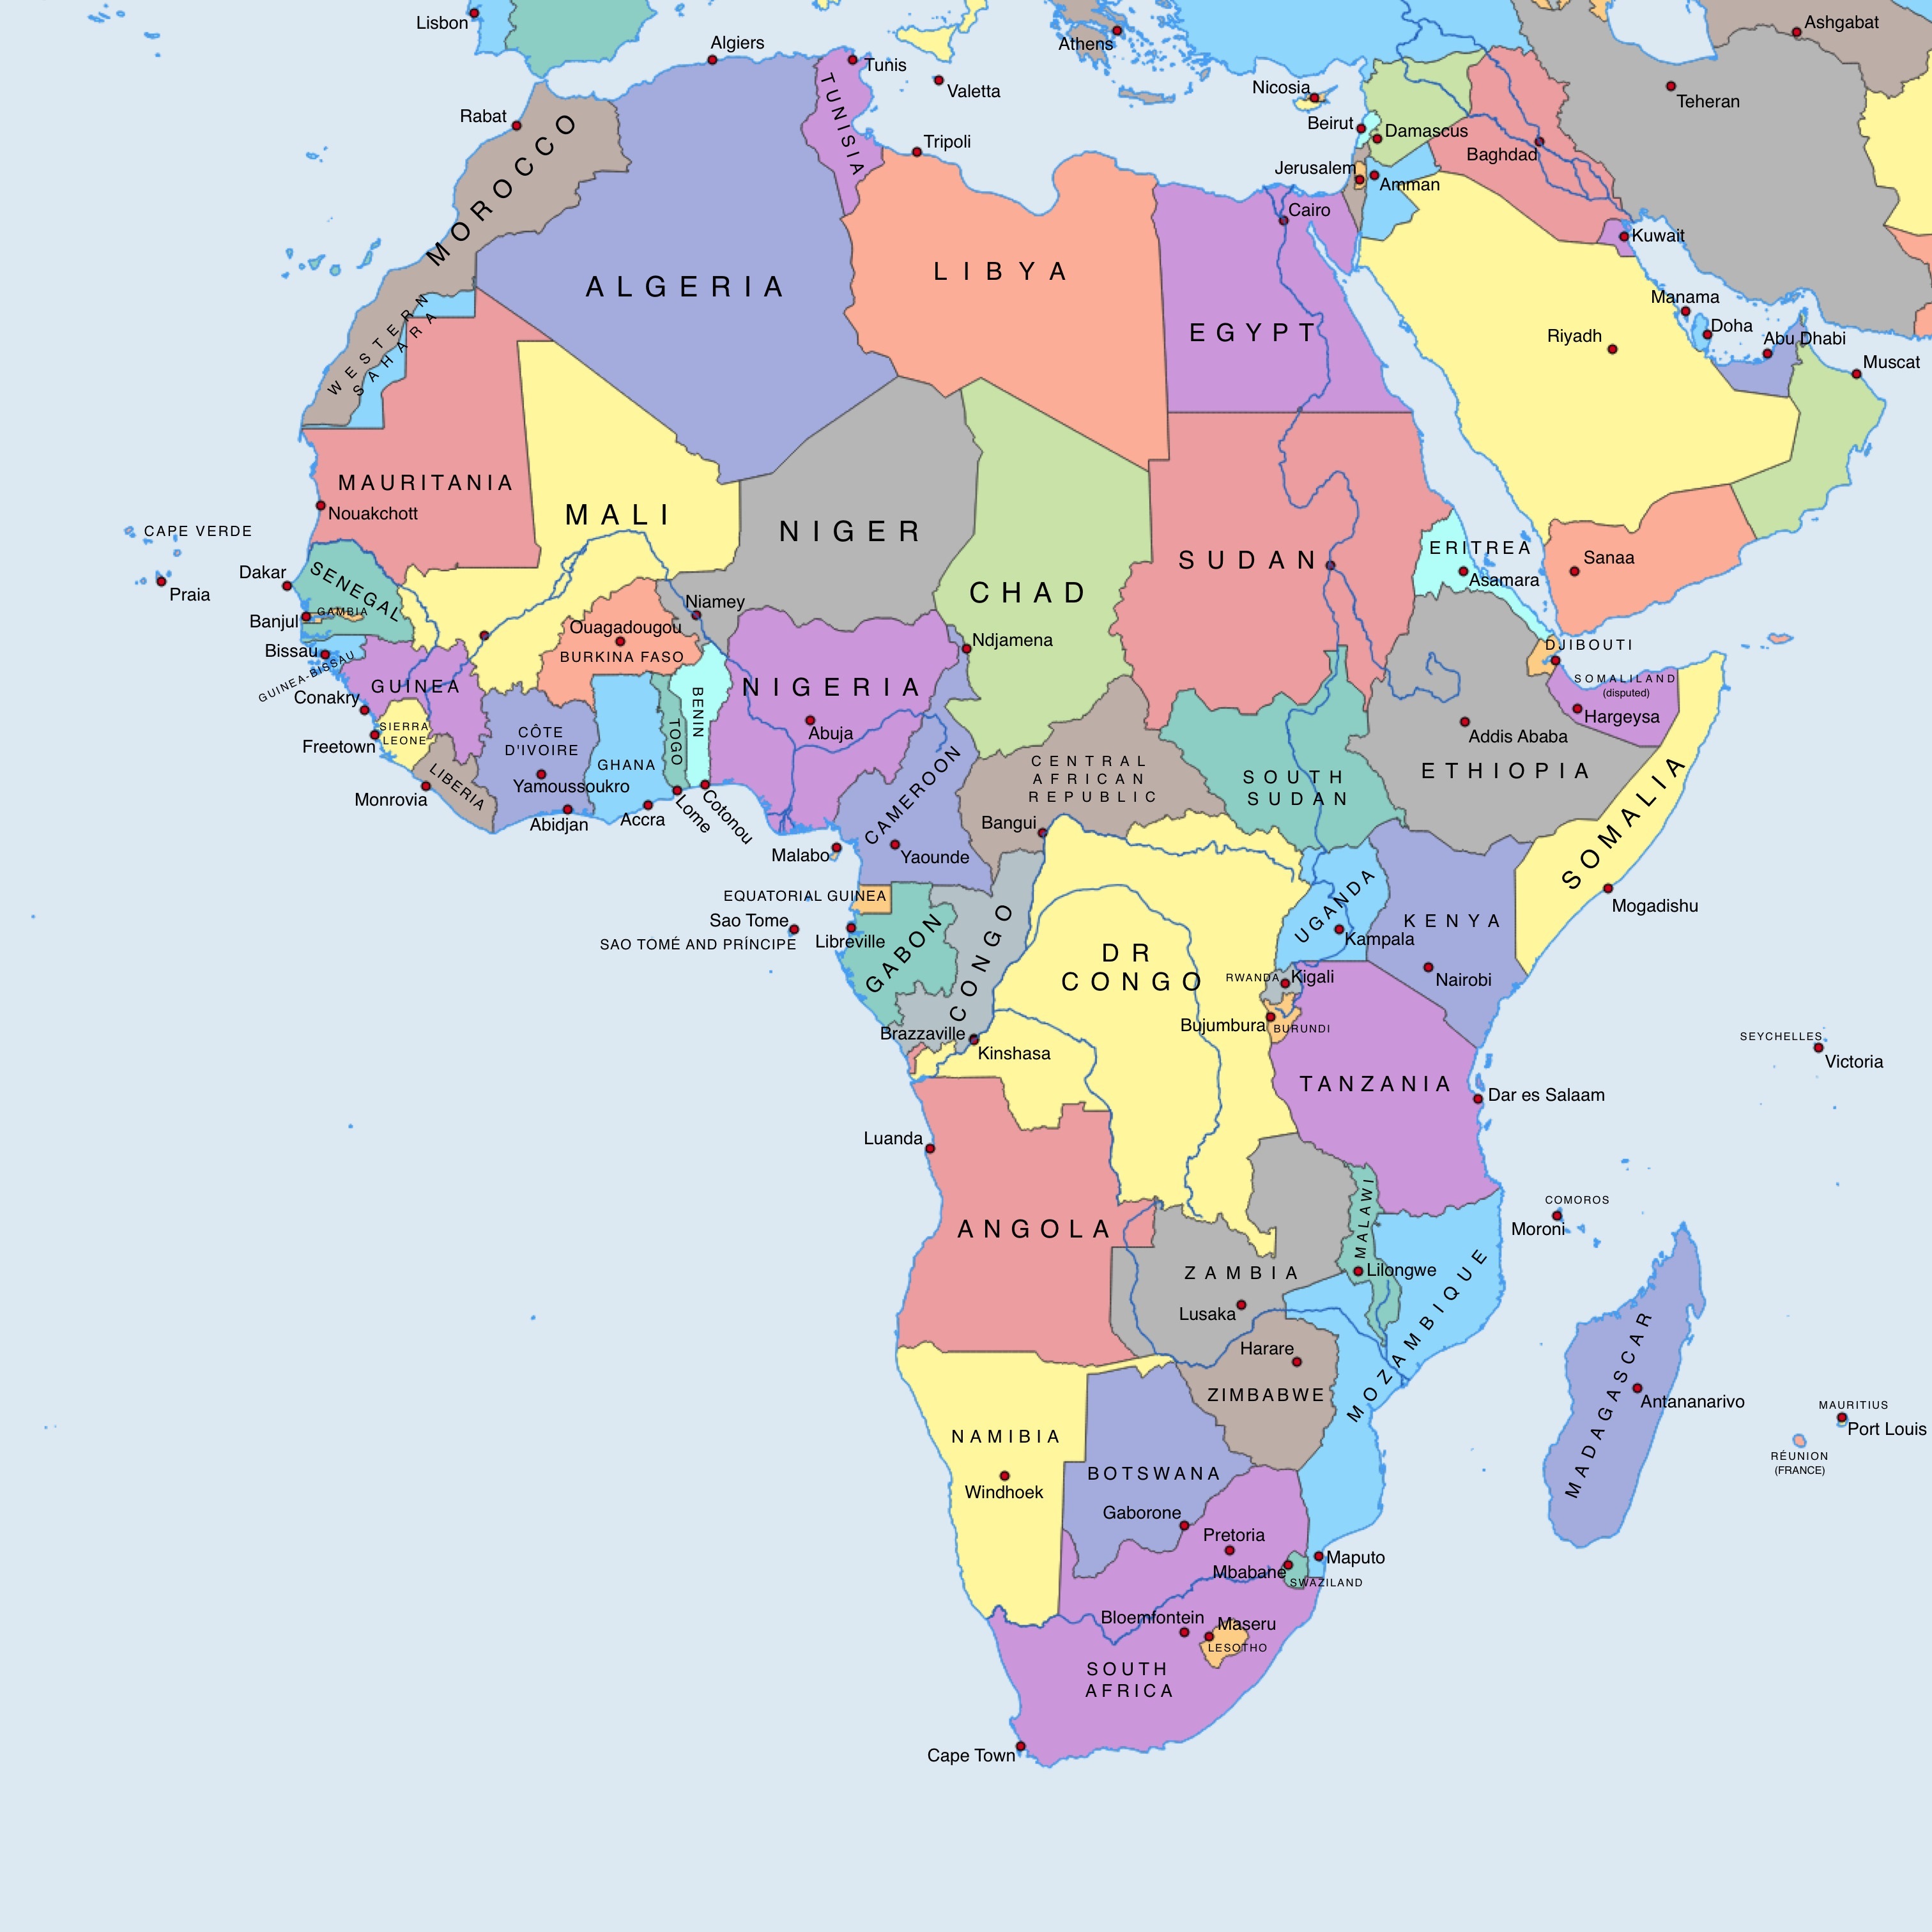 Lisbon
Algiers
Tunis
Valetta
Athens
Nicosia
Ashgabat
Teheran
Rabat
MOROCCO
TUNISIA
Tripoli
Beirut
Damascus
Baghdad
Jerusalem
Amman
Cairo
Kuwait
ALGERIA
LIBYA
EGYPT
Manama
Doha
Abu Dhabi
Riyadh
Muscat
WESTERN
SAHARA
MAURITANIA
Nouakchott
MALI
NIGER
CHAD
SUDAN
ERITREA
Asamara
Sanaa
CAPE VERDE
Praia
Dakar
SENEGAL
Banjul
GAMBIA
Bissau
GUINEA-BISSAU
GUINEA
Conakry
SIERRA
LEONE
Freetown
LIBERIA
Monrovia
Niamey
Ouagadougou
BURKINA FASO
CÔTE
D'IVOIRE
Yamoussoukro
Abidjan
GHANA
Accra
TOGO
Lome
BENIN
Cotonou
NIGERIA
Abuja
Ndjamena
DJIBOUTI
SOMALILAND
(disputed)
Hargeysa
Addis Ababa
ETHIOPIA
SOMALIA
CENTRAL
AFRICAN
REPUBLIC
Bangui
SOUTH
SUDAN
CAMEROON
Yaounde
Malabo
EQUATORIAL GUINEA
Sao Tome
SAO TOMÉ AND PRÍNCIPE
Libreville
GABON
CONGO
Brazzaville
Kinshasa
DR
CONGO
UGANDA
Kampala
KENYA
Nairobi
Mogadishu
RWANDA
Kigali
Bujumbura
BURUNDI
TANZANIA
Dar es Salaam
SEYCHELLES
Victoria
Luanda
ANGOLA
ZAMBIA
Lusaka
MALAWI
Lilongwe
COMOROS
Moroni
MOZAMBIQUE
Harare
ZIMBABWE
MADAGASCAR
Antananarivo
MAURITIUS
Port Louis
RÉUNION
(FRANCE)
NAMIBIA
Windhoek
BOTSWANA
Gaborone
Pretoria
Mbabane
Maputo
SWAZILAND
Bloemfontein
Maseru
LESOTHO
SOUTH
AFRICA
Cape Town